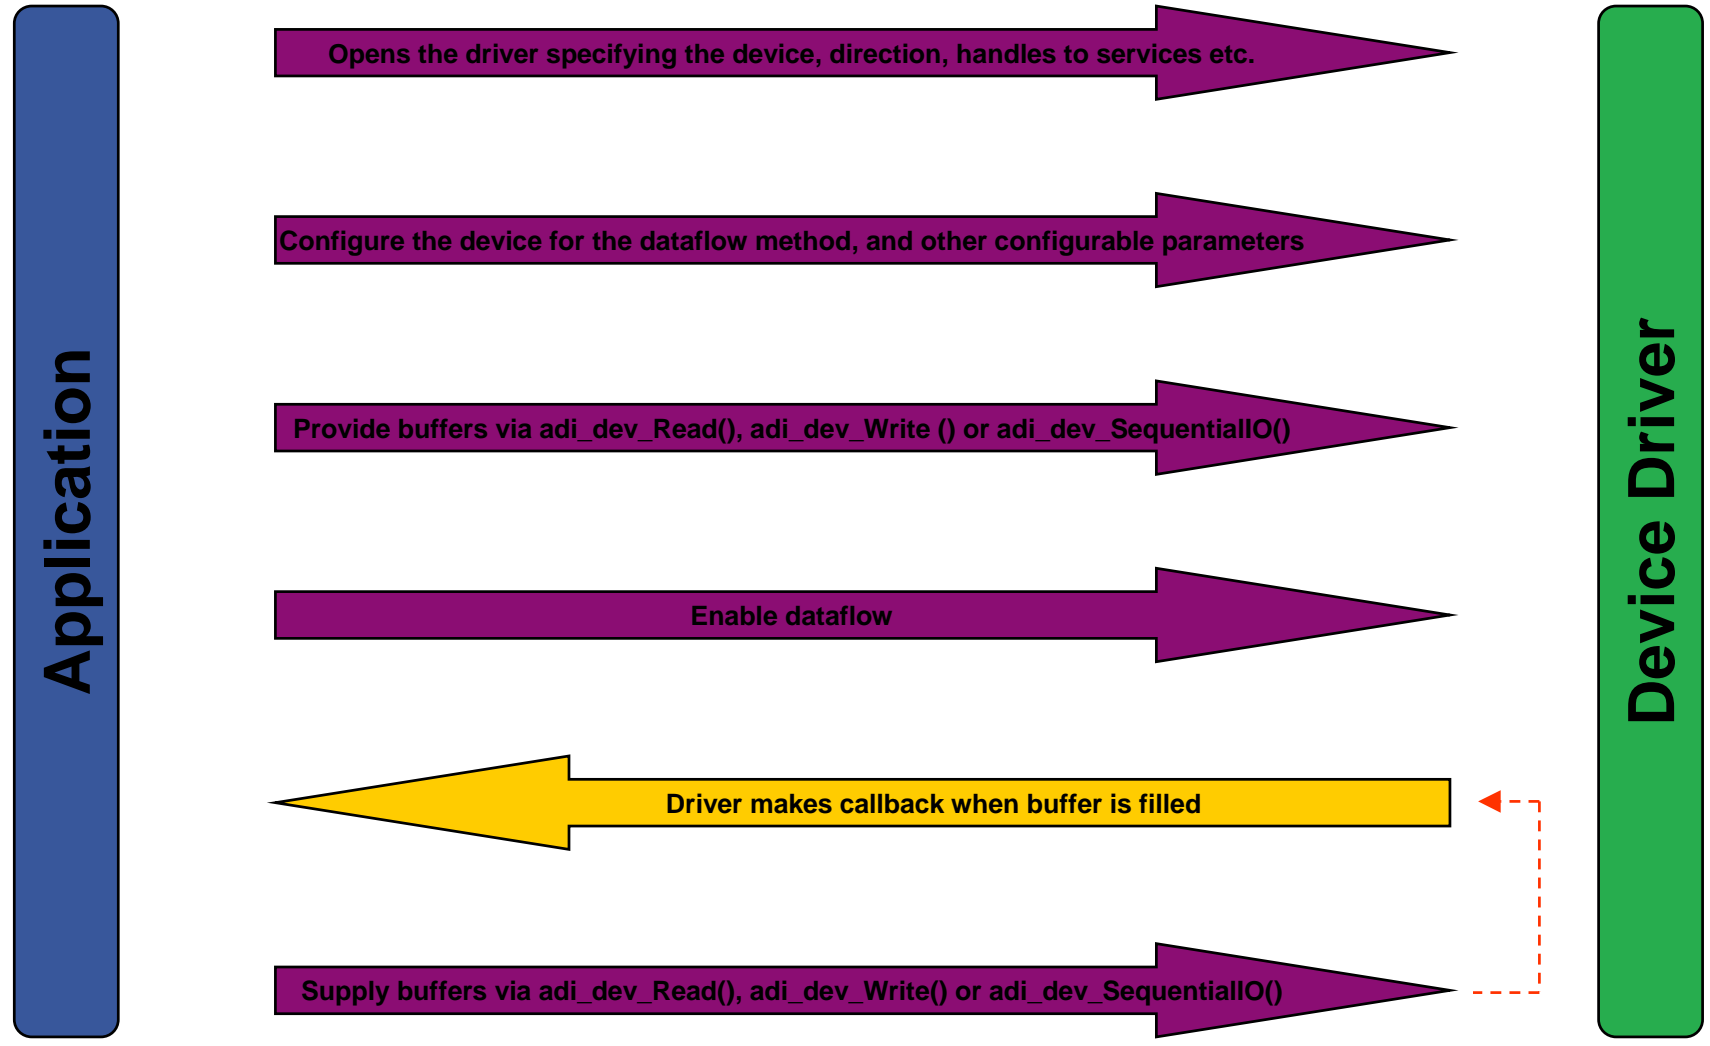 Application
Opens the driver specifying the device, direction, handles to services etc.
Configure the device for the dataflow method, and other configurable parameters
Provide buffers via adi_dev_Read(), adi_dev_Write () or adi_dev_SequentialIO()
Enable dataflow
Driver makes callback when buffer is filled
Supply buffers via adi_dev_Read(), adi_dev_Write() or adi_dev_SequentialIO()
Device Driver